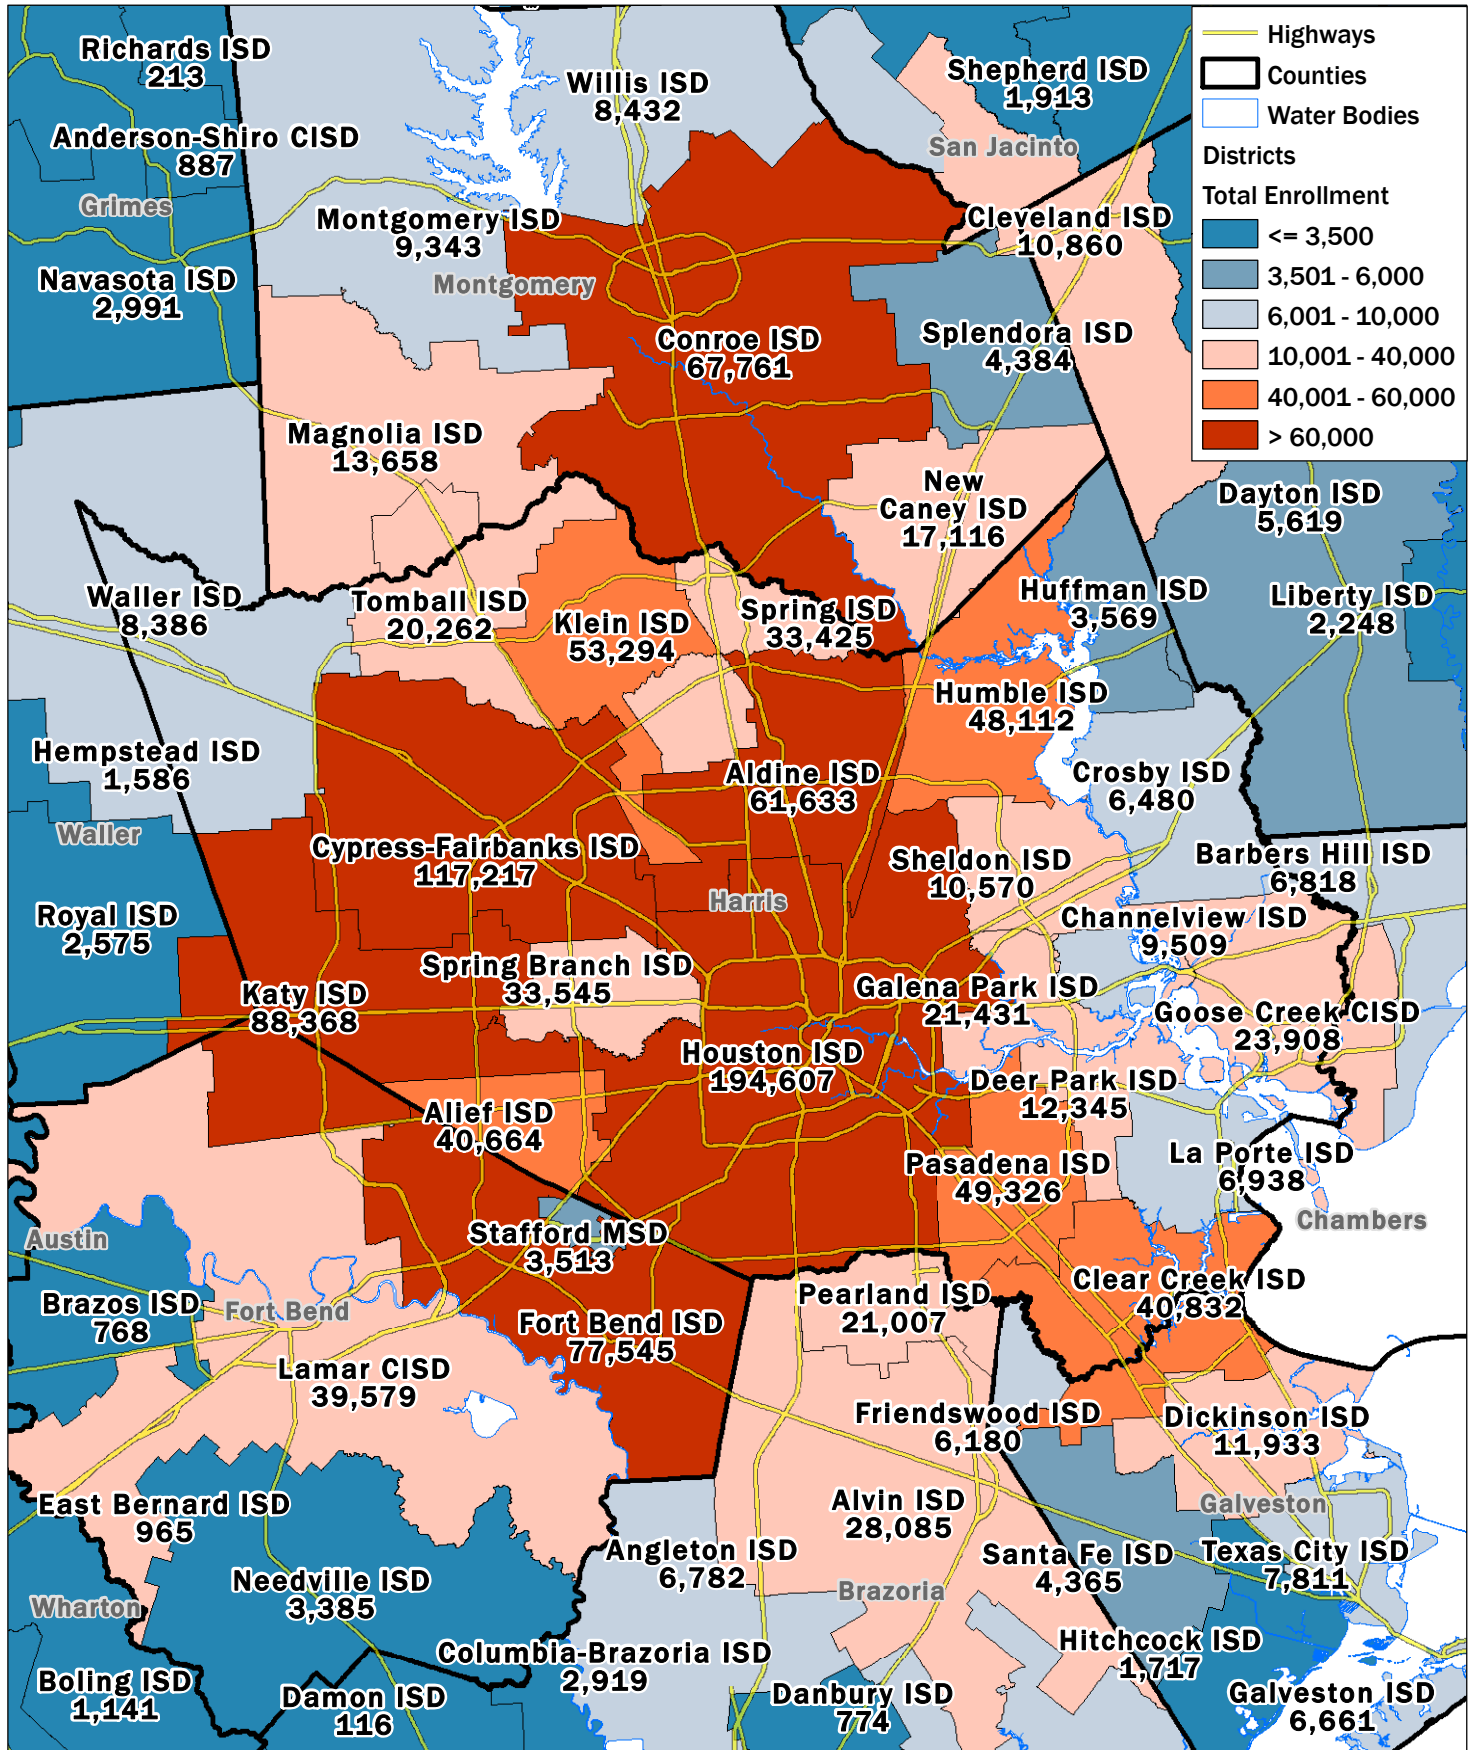 Richards ISD
213
Willis ISD
8,432
Shepherd ISD
1,913
Highways
Counties
Water Bodies
Districts
Total Enrollment
<= 3,500
3,501 - 6,000
6,001 - 10,000
10,001 - 40,000
40,001 - 60,000
> 60,000
Anderson-Shiro CISD
887
San Jacinto
Grimes
Montgomery ISD
9,343
Cleveland ISD
10,860
Navasota ISD
2,991
Montgomery
Conroe ISD
67,761
Splendora ISD
4,384
Magnolia ISD
13,658
New
Caney ISD
17,116
Dayton ISD
5,619
Waller ISD
8,386
Tomball ISD
20,262
Klein ISD
53,294
Spring ISD
33,425
Huffman ISD
3,569
Liberty ISD
2,248
Humble ISD
48,112
Hempstead ISD
1,586
Aldine ISD
61,633
Crosby ISD
6,480
Waller
Cypress-Fairbanks ISD
117,217
Sheldon ISD
10,570
Barbers Hill ISD
6,818
Harris
Royal ISD
2,575
Channelview ISD
9,509
Spring Branch ISD
33,545
Katy ISD
88,368
Galena Park ISD
21,431
Goose Creek CISD
23,908
Houston ISD
194,607
Deer Park ISD
12,345
Alief ISD
40,664
Pasadena ISD
49,326
La Porte ISD
6,938
Chambers
Austin
Stafford MSD
3,513
Clear Creek ISD
40,832
Brazos ISD
768
Fort Bend
Pearland ISD
21,007
Fort Bend ISD
77,545
Lamar CISD
39,579
Friendswood ISD
6,180
Dickinson ISD
11,933
East Bernard ISD
965
Alvin ISD
28,085
Galveston
Angleton ISD
6,782
Santa Fe ISD
4,365
Texas City ISD
7,811
Needville ISD
3,385
Brazoria
Wharton
Columbia-Brazoria ISD
2,919
Hitchcock ISD
1,717
Boling ISD
1,141
Damon ISD
116
Danbury ISD
774
Galveston ISD
6,661